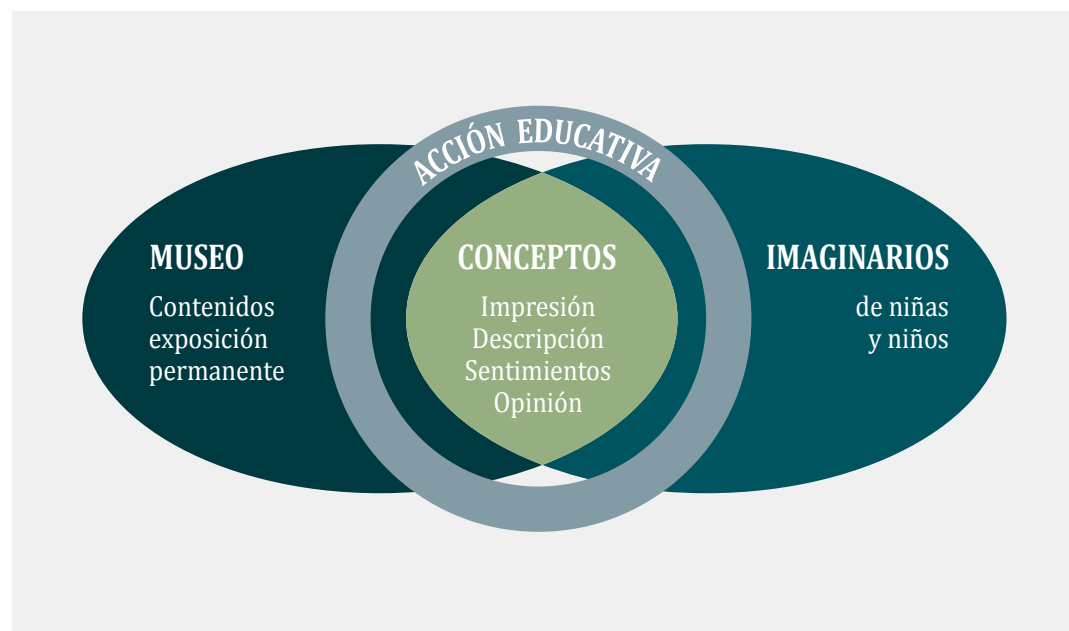 ACCIÓN EDUCATIVA
MUSEO
Contenidos
exposición
permanente
CONCEPTOS
Impresión
Descripción
Sentimientos
Opinión
IMAGINARIOS
de niñas
y niños